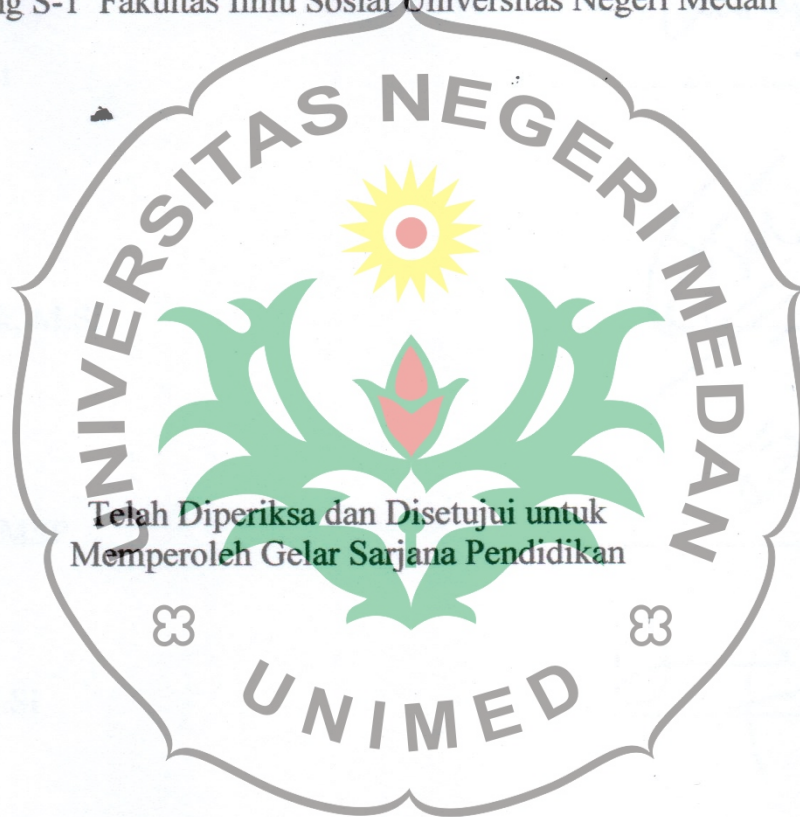 ng S-1 Fakultas Ilmu Sosial Universitas Negeri Medan
UNIVERSITAS NEGERI MEDAN
Telah Diperiksa dan Disetujui untuk
Memperoleh Gelar Sarjana Pendidikan
UNIMED